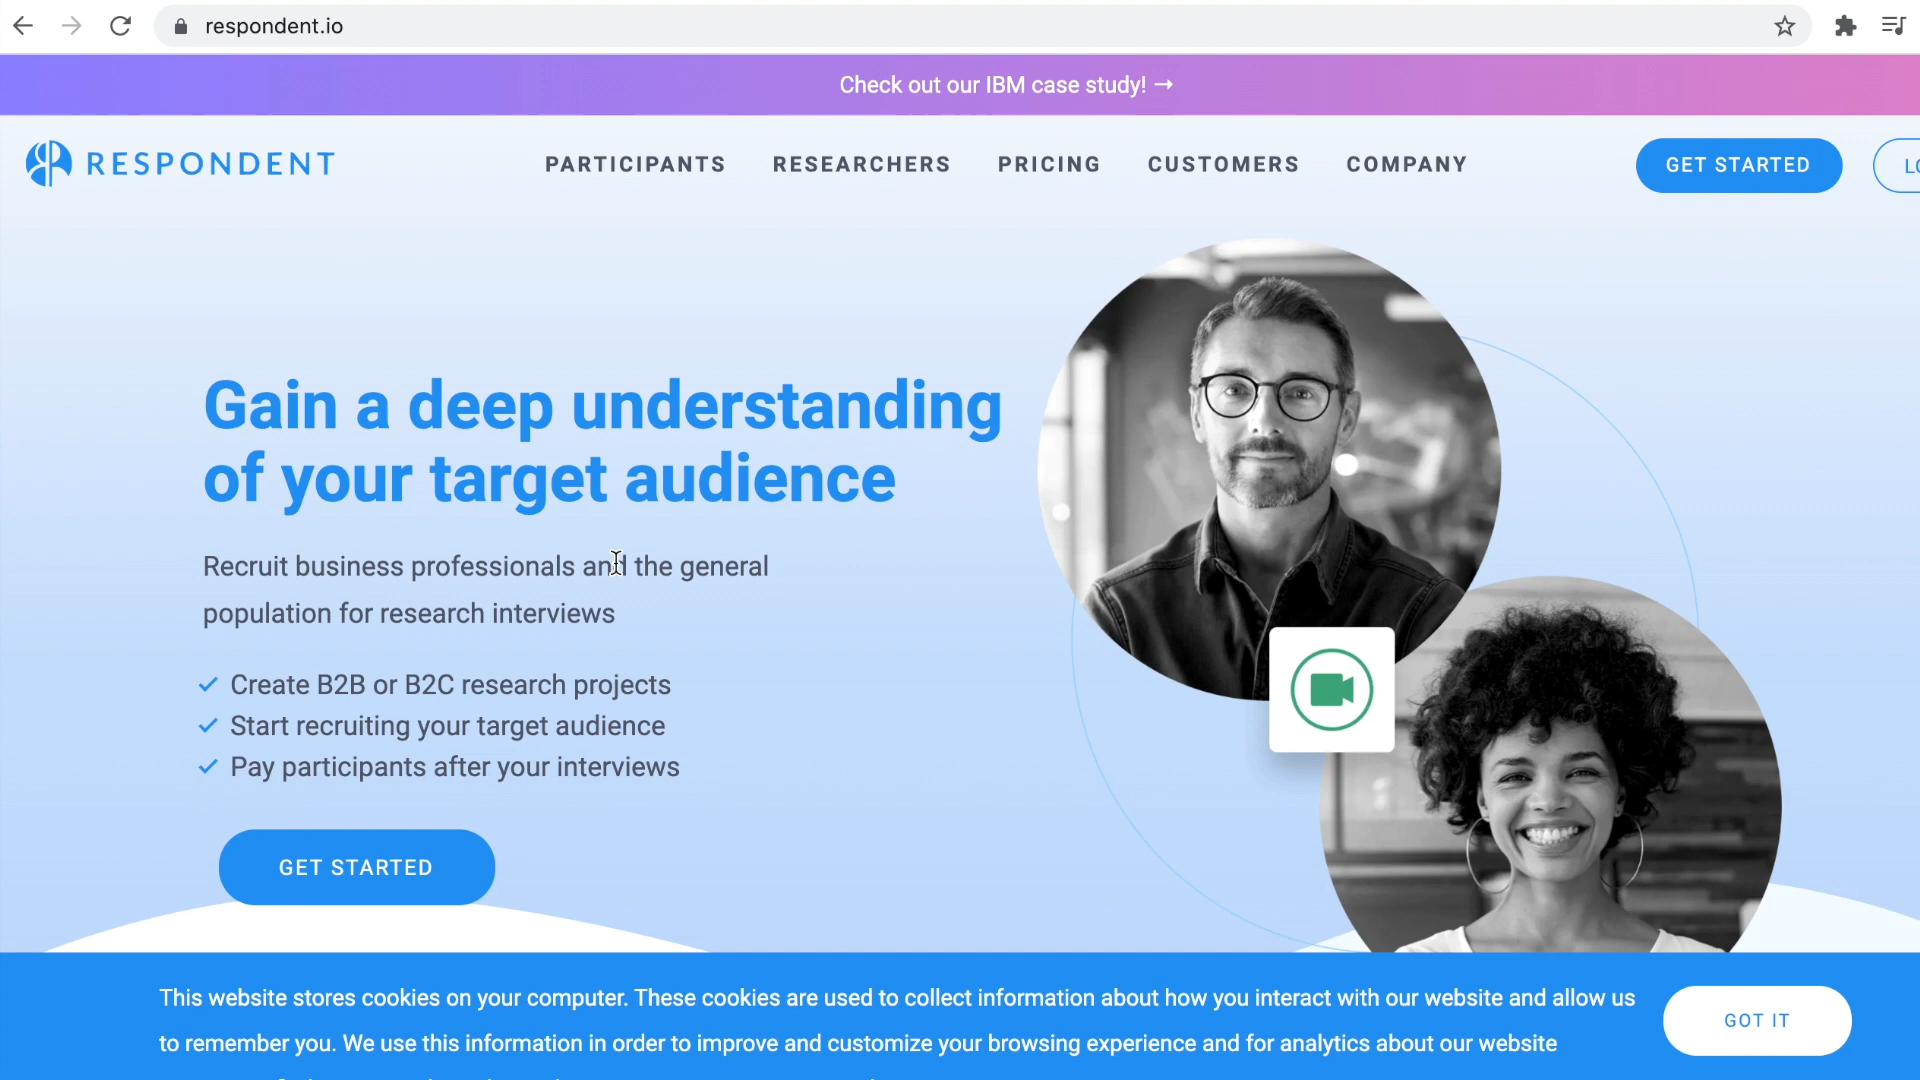 respondent.io
Check out our IBM case study! →
RESPONDENT
PARTICIPANTS
RESEARCHERS
PRICING
CUSTOMERS
COMPANY
GET STARTED
Gain a deep understanding
of your target audience
Recruit business professionals and the general
population for research interviews
✓ Create B2B or B2C research projects
✓ Start recruiting your target audience
✓ Pay participants after your interviews
GET STARTED
This website stores cookies on your computer. These cookies are used to collect information about how you interact with our website and allow us
to remember you. We use this information in order to improve and customize your browsing experience and for analytics about our website
GOT IT